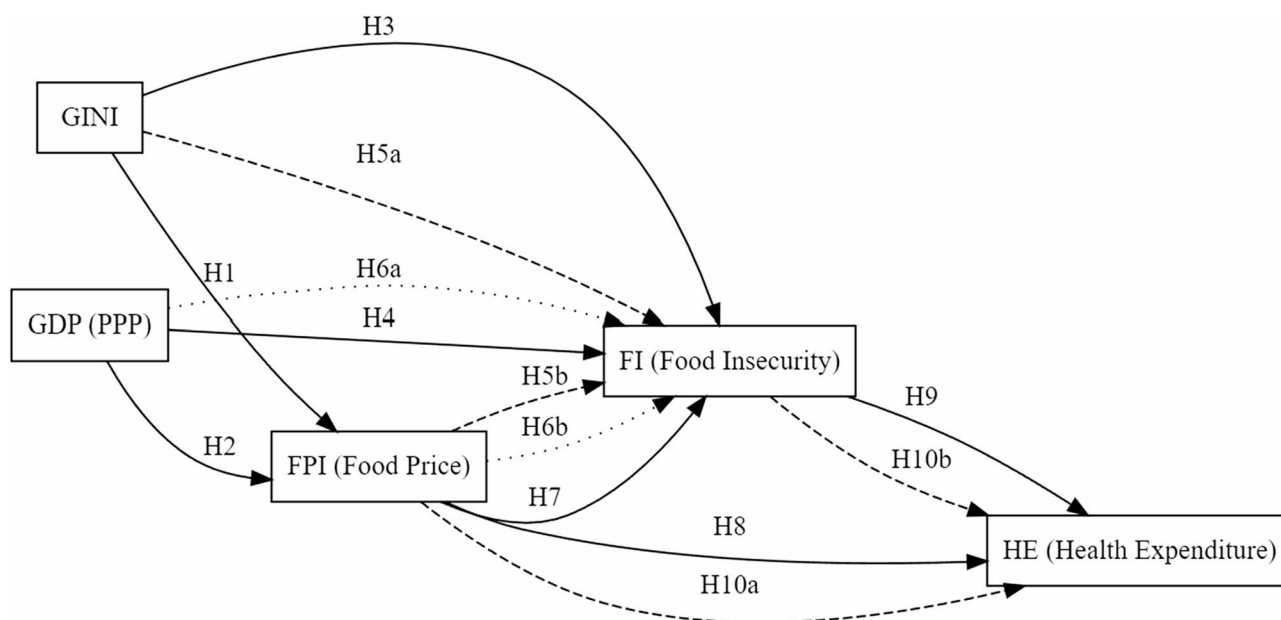 H3
GINI
H5a
H1
H6a
GDP (PPP)
H4
FI (Food Insecurity)
H5b
H9
H6b
H2
FPI (Food Price)
H10b
H7
H8
HE (Health Expenditure)
H10a